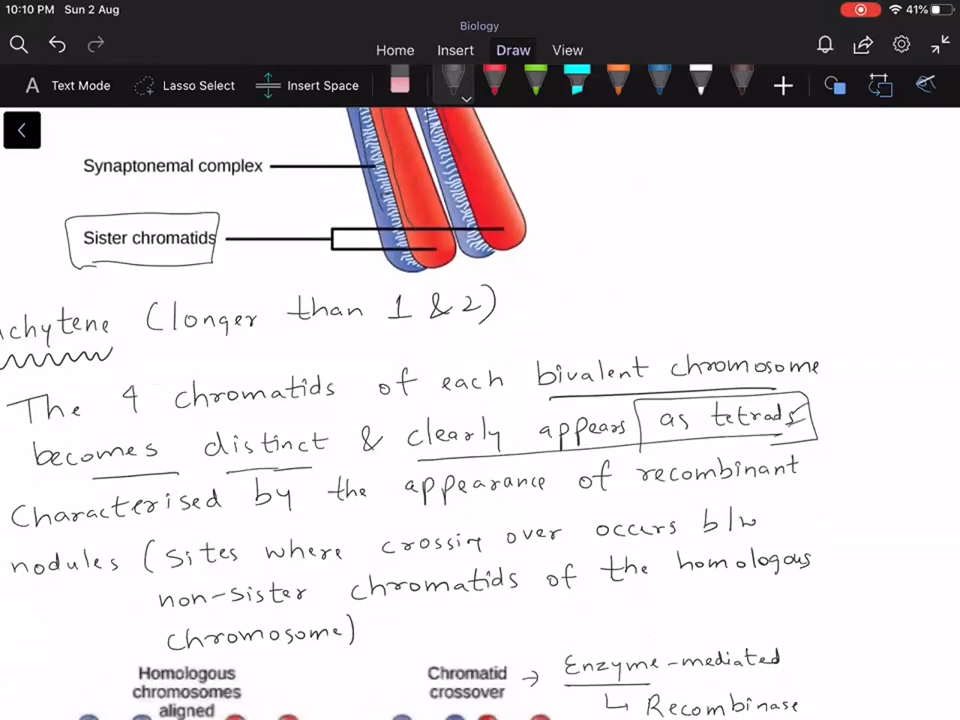 10:10 PM Sun 2 Aug
41%
Biology
Home Insert Draw View
Text Mode Lasso Select Insert Space
Synaptonemal complex
Sister chromatids
chytene (longer than 1 & 2)
The 4 chromatids of each bivalent chromosome
becomes distinct & clearly appears as tetrads
Characterised by the appearance of recombinant
nodules (Sites where crossing over occurs b/w
non-sister chromatids of the homologous
chromosome)
Homologous
chromosomes
aligned
Chromatid
crossover
→ Enzyme-mediated
↳ Recombinase